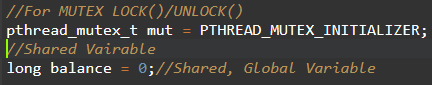 //For MUTEX LOCK()/UNLOCK()
pthread_mutex_t mut = PTHREAD_MUTEX_INITIALIZER;
//Shared Vairable
long balance = 0;//Shared, Global Variable